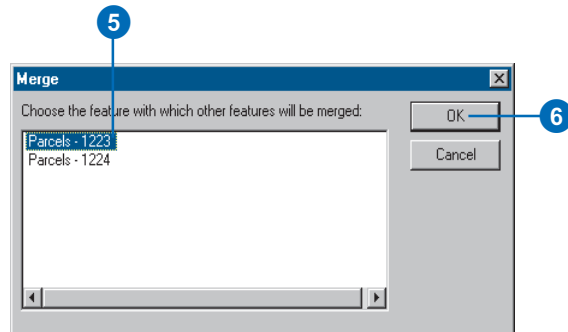 5
Merge
Choose the feature with which other features will be merged:
Parcels - 1223
Parcels - 1224
OK
6
Cancel